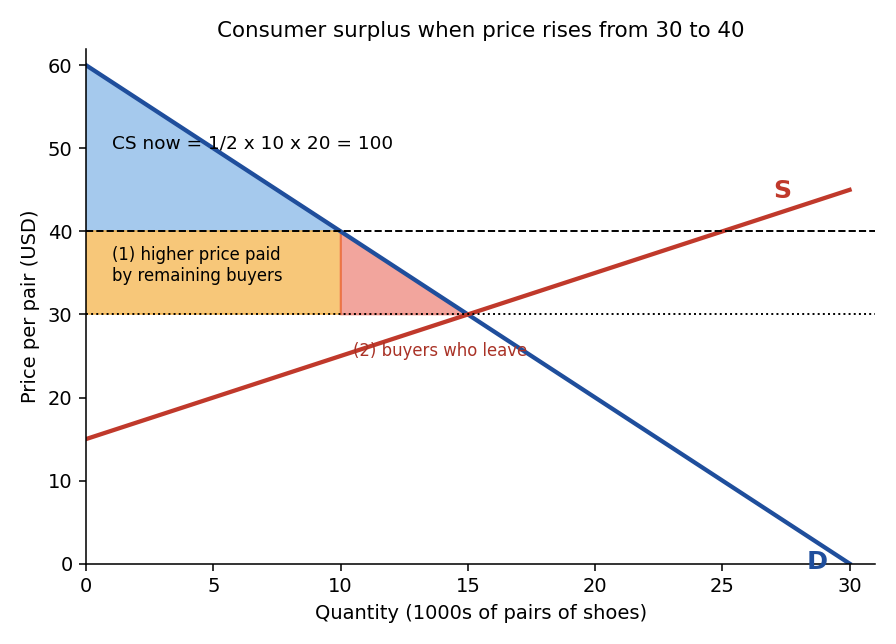 Consumer surplus when price rises from 30 to 40
Price per pair (USD)
60
50
40
30
20
10
0
CS now = 1/2 x 10 x 20 = 100
S
(1) higher price paid
by remaining buyers
(2) buyers who leave
D
0
5
10
15
20
25
30
Quantity (1000s of pairs of shoes)